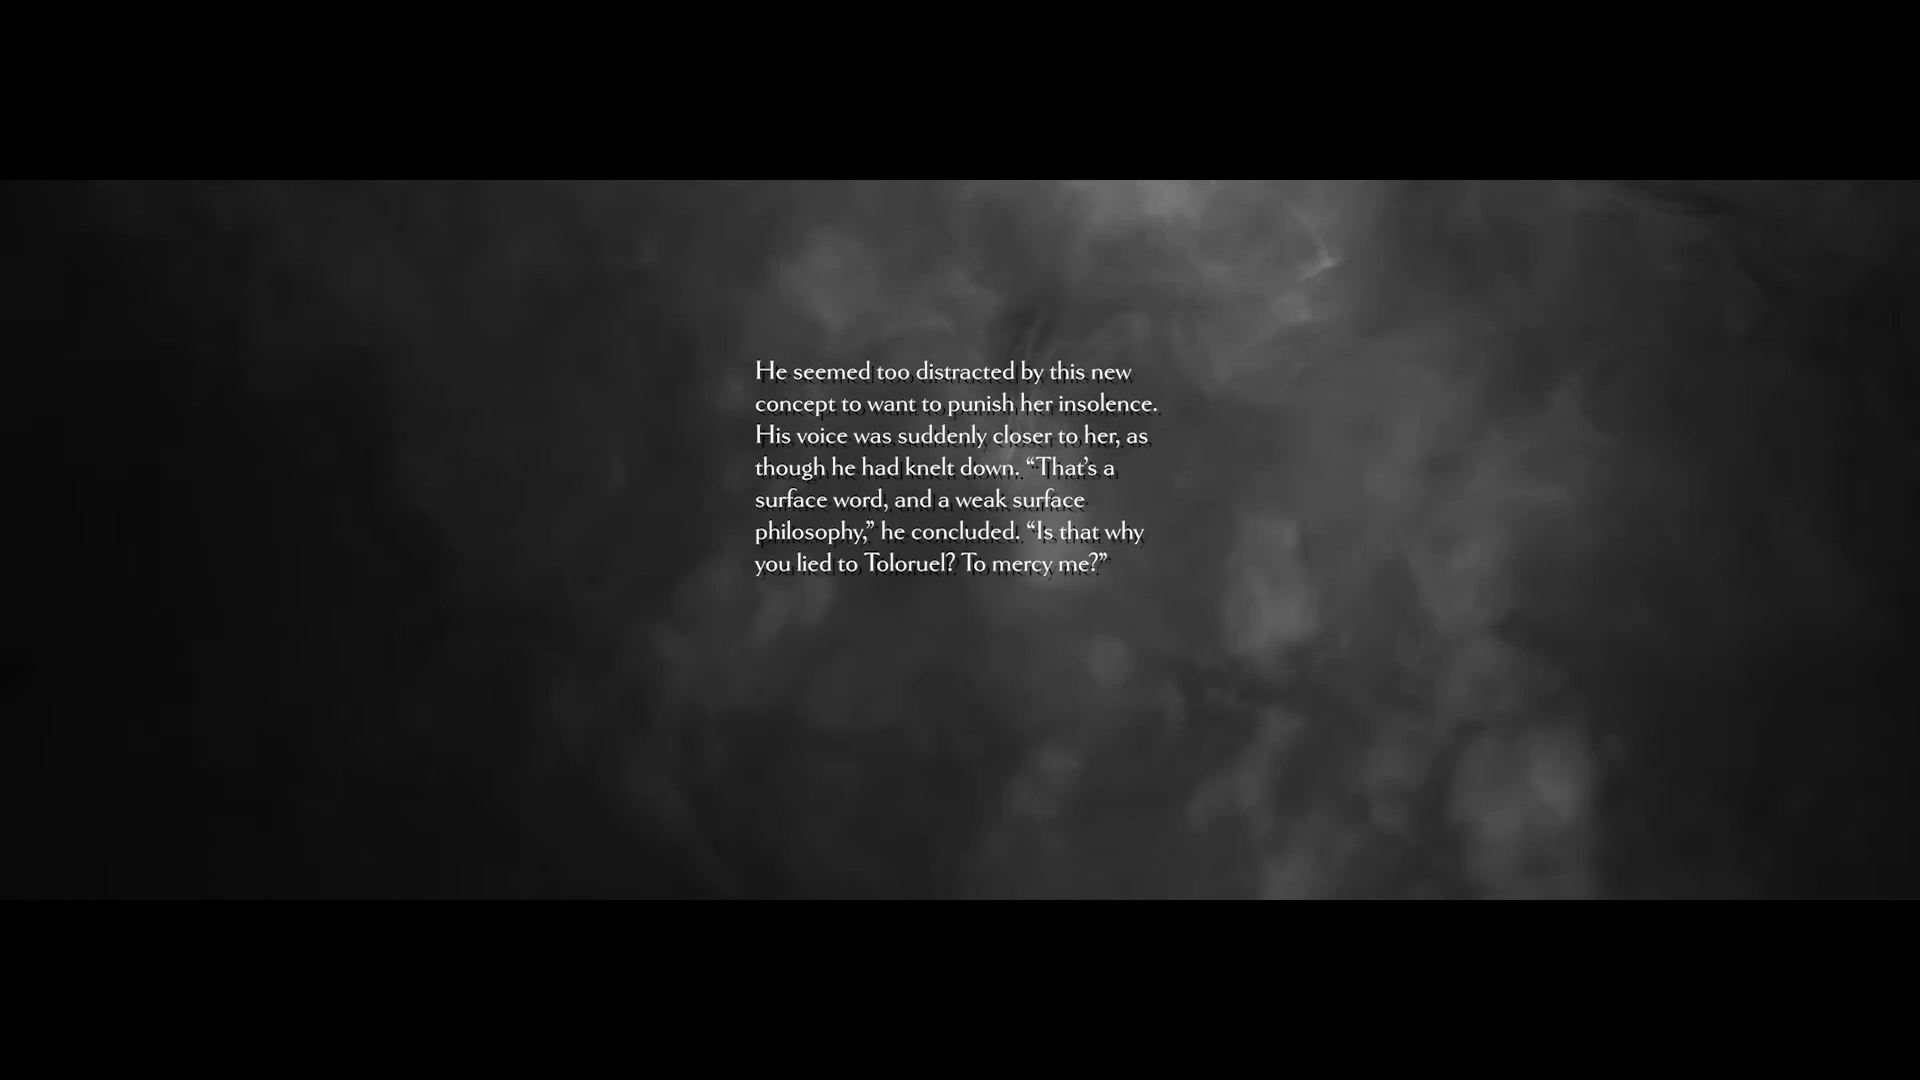 He seemed too distracted by this new
concept to want to punish her insolence.
His voice was suddenly closer to her, as
though he had knelt down. “That’s a
surface word, and a weak surface
philosophy,” he concluded. “Is that why
you lied to Toloruel? To mercy me?”